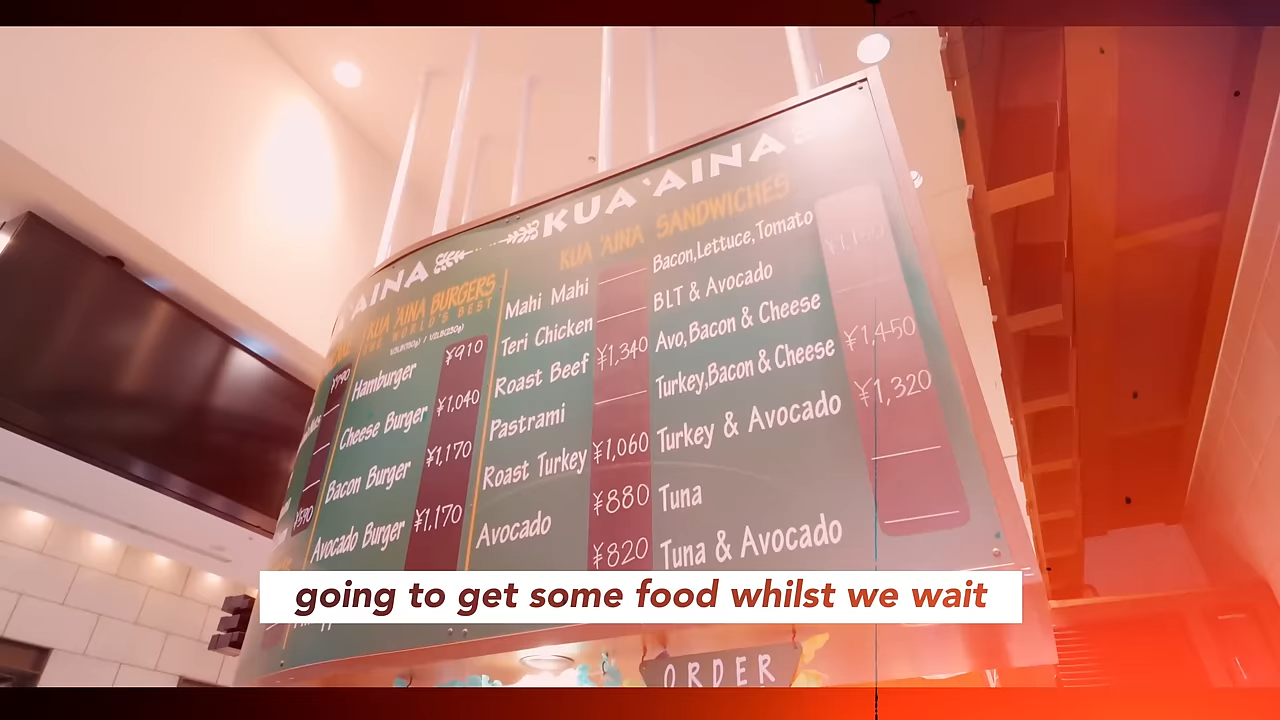 KUA 'AINA
AINA
KUA 'AINA BURGERS
THE WORLD'S BEST
Hamburger ¥910
Cheese Burger ¥1,040
Bacon Burger ¥1,170
Avocado Burger ¥1,170
KUA 'AINA SANDWICHES
Mahi Mahi
Teri Chicken
Roast Beef ¥1,340
Pastrami
Roast Turkey ¥1,060
Avocado ¥880
¥820
Bacon,Lettuce,Tomato
BLT & Avocado
Avo,Bacon & Cheese ¥1,450
Turkey,Bacon & Cheese ¥1,320
Turkey & Avocado
Tuna
Tuna & Avocado
going to get some food whilst we wait
ORDER